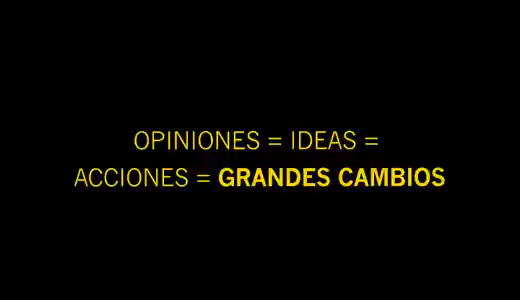 OPINIONES = IDEAS =
ACCIONES = GRANDES CAMBIOS